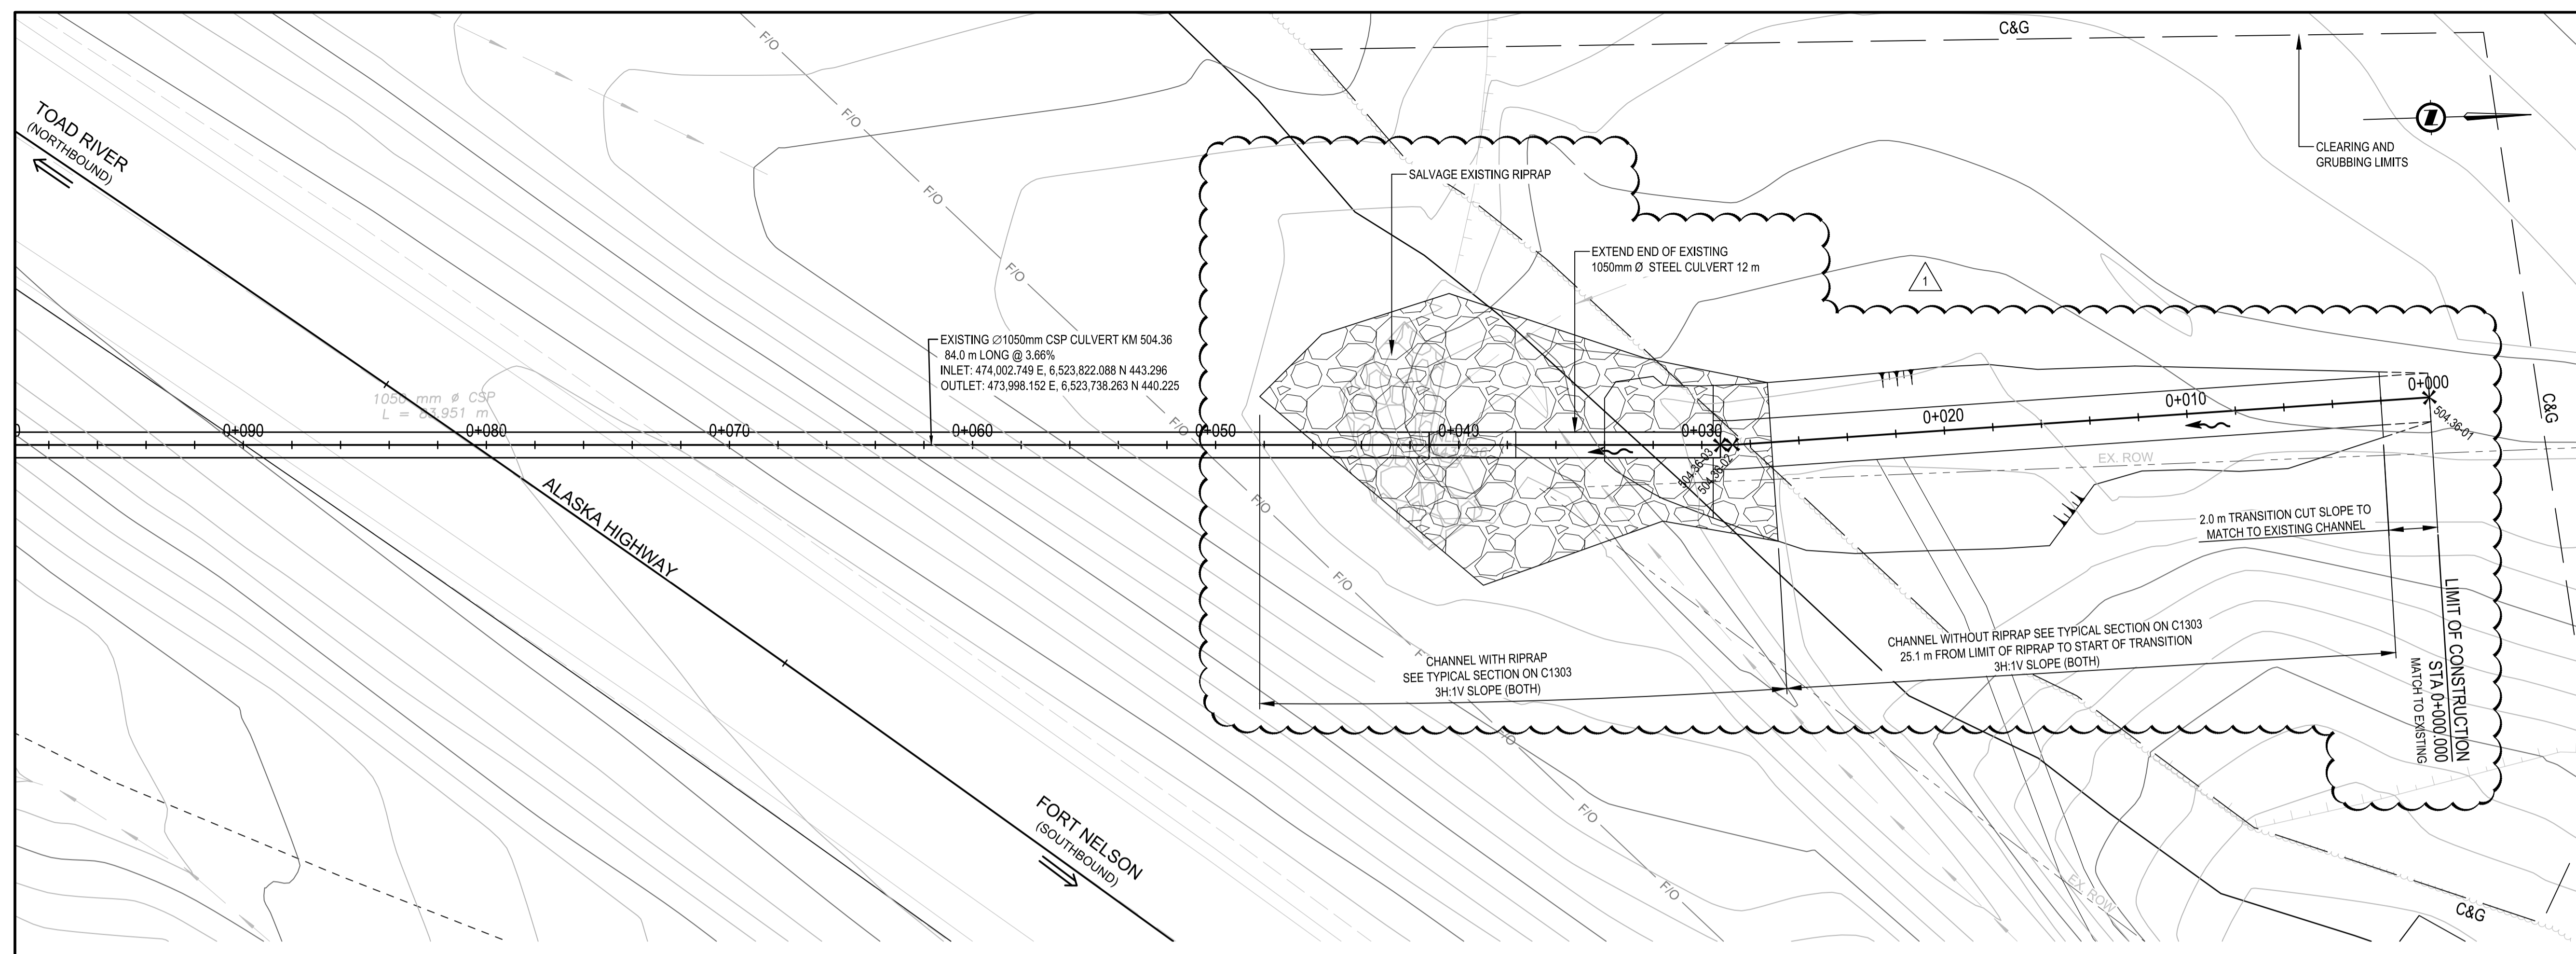 C&G
TOAD RIVER
(NORTHBOUND)
F/O
F/O
F/O
F/O
F/O
F/O
F/O
F/O
F/O
F/O
F/O
F/O
CLEARING AND
GRUBBING LIMITS
SALVAGE EXISTING RIPRAP
EXTEND END OF EXISTING
1050mm Ø STEEL CULVERT 12 m
1
EXISTING Ø1050mm CSP CULVERT KM 504.36
84.0 m LONG @ 3.66%
INLET: 474,002.749 E, 6,523,822.088 N 443.296
OUTLET: 473,998.152 E, 6,523,738.263 N 440.225
1050 mm ø CSP
L = 83.951 m
0+090
0+080
0+070
0+060
0+050
0+040
0+030
0+020
0+010
0+000
504.36-01
504.36-03
504.36-02
C&G
EX. ROW
ALASKA HIGHWAY
2.0 m TRANSITION CUT SLOPE TO
MATCH TO EXISTING CHANNEL
LIMIT OF CONSTRUCTION
STA 0+000.000
MATCH TO EXISTING
CHANNEL WITHOUT RIPRAP SEE TYPICAL SECTION ON C1303
25.1 m FROM LIMIT OF RIPRAP TO START OF TRANSITION
3H:1V SLOPE (BOTH)
CHANNEL WITH RIPRAP
SEE TYPICAL SECTION ON C1303
3H:1V SLOPE (BOTH)
FORT NELSON
(SOUTHBOUND)
EX. ROW
C&G